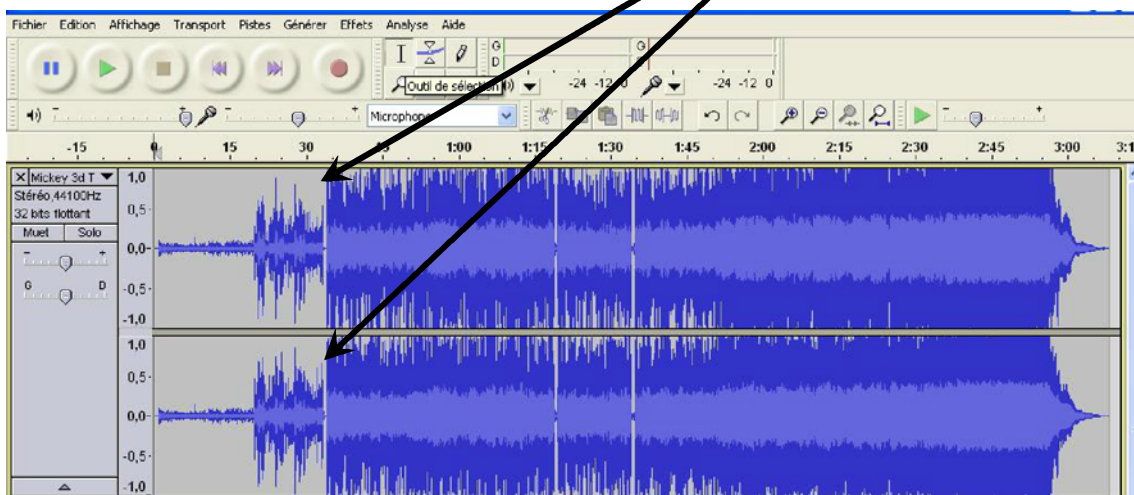 Fichier Edition Affichage Transport Pistes Générer Effets Analyse Aide
G G
D
Outil de sélection -24 -12 0 -24 -12 0
Microphone
-15 0 15 30 1:00 1:15 1:30 1:45 2:00 2:15 2:30 2:45 3:00
X Mickey 3d T
Stéréo,44100Hz
32 bits flottant
Muet Solo
- +
G D
1,0
0,5
0,0
-0,5
-1,0
1,0
0,5
0,0
-0,5
-1,0